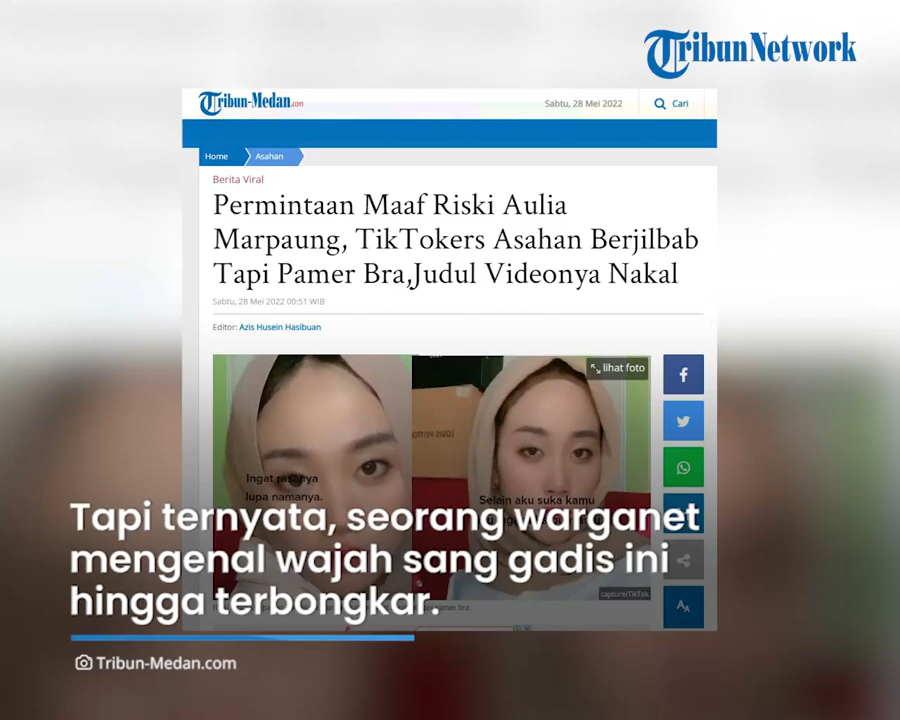 TribunNetwork
Tribun-Medan.com
Sabtu, 28 Mei 2022
Cari
Home
Asahan
Berita Viral
Permintaan Maaf Riski Aulia
Marpaung, TikTokers Asahan Berjilbab
Tapi Pamer Bra,Judul Videonya Nakal
Sabtu, 28 Mei 2022 00:51 WIB
Editor: Azis Husein Hasibuan
lihat foto
Ingat rasanya
lupa namanya.
Selain aku suka kamu
Tapi ternyata, seorang warganet
mengenal wajah sang gadis ini
hingga terbongkar.
capture/TikTok
pamer bra.
AA
Tribun-Medan.com